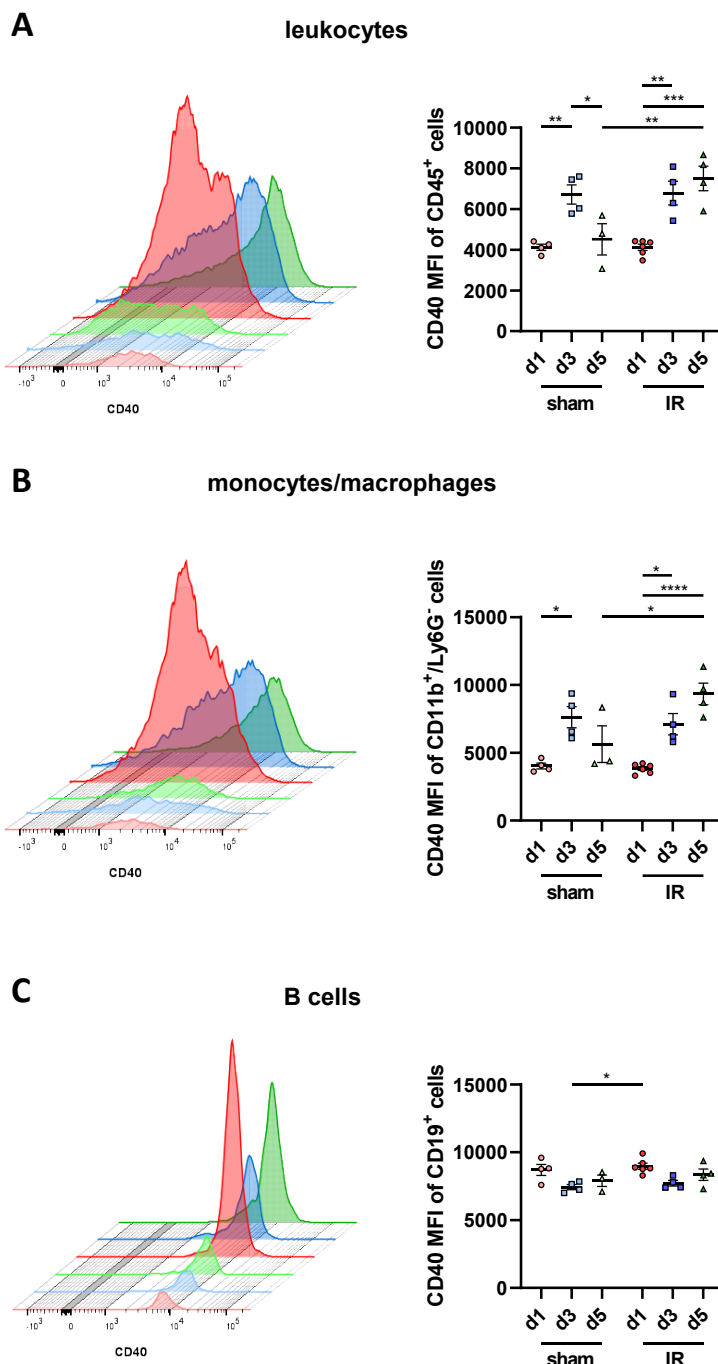 A
leukocytes
** ***
* **
** **
10000
8000
6000
4000
2000
0
CD40 MFI of CD45⁺ cells
-10³ 0 10³ 10⁴ 10⁵
CD40
d1 d3 d5 d1 d3 d5
sham IR
B
monocytes/macrophages
*
****
* *
15000
10000
5000
0
CD40 MFI of CD11b⁺/Ly6G⁻ cells
-10³ 0 10³ 10⁴ 10⁵
CD40
d1 d3 d5 d1 d3 d5
sham IR
C
B cells
*
15000
10000
5000
0
CD40 MFI of CD19⁺ cells
-10³ 0 10³ 10⁴ 10⁵
CD40
d1 d3 d5 d1 d3 d5
sham IR